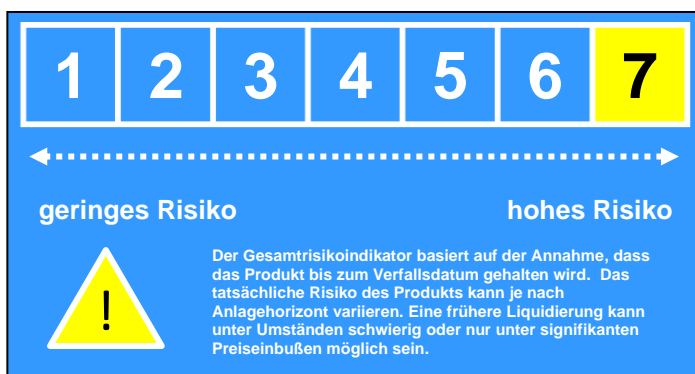 1 2 3 4 5 6 7
geringes Risiko hohes Risiko
!
Der Gesamtrisikoindikator basiert auf der Annahme, dass
das Produkt bis zum Verfallsdatum gehalten wird. Das
tatsächliche Risiko des Produkts kann je nach
Anlagehorizont variieren. Eine frühere Liquidierung kann
unter Umständen schwierig oder nur unter signifikanten
Preiseinbußen möglich sein.